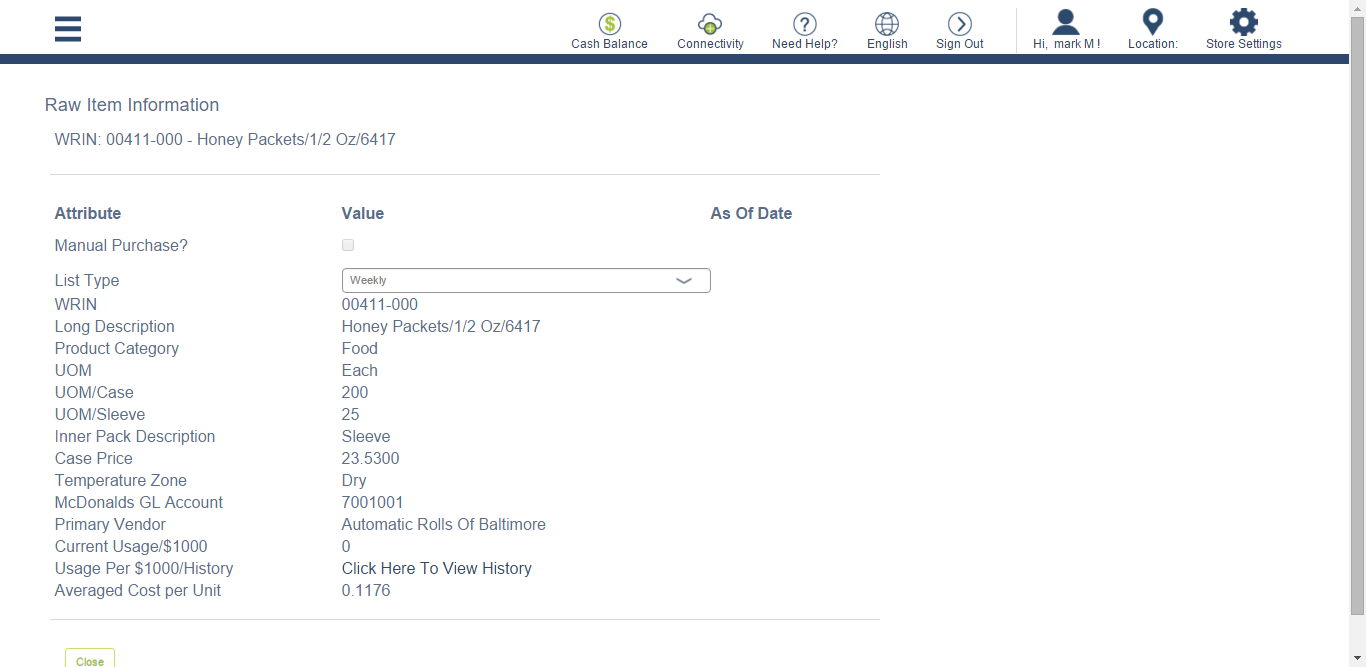 Cash Balance Connectivity Need Help? English Sign Out Hi, mark M ! Location: Store Settings
Raw Item Information
WRIN: 00411-000 - Honey Packets/1/2 Oz/6417
Attribute Value As Of Date
Manual Purchase?
List Type Weekly
WRIN 00411-000
Long Description Honey Packets/1/2 Oz/6417
Product Category Food
UOM Each
UOM/Case 200
UOM/Sleeve 25
Inner Pack Description Sleeve
Case Price 23.5300
Temperature Zone Dry
McDonalds GL Account 7001001
Primary Vendor Automatic Rolls Of Baltimore
Current Usage/$1000 0
Usage Per $1000/History Click Here To View History
Averaged Cost per Unit 0.1176
Close